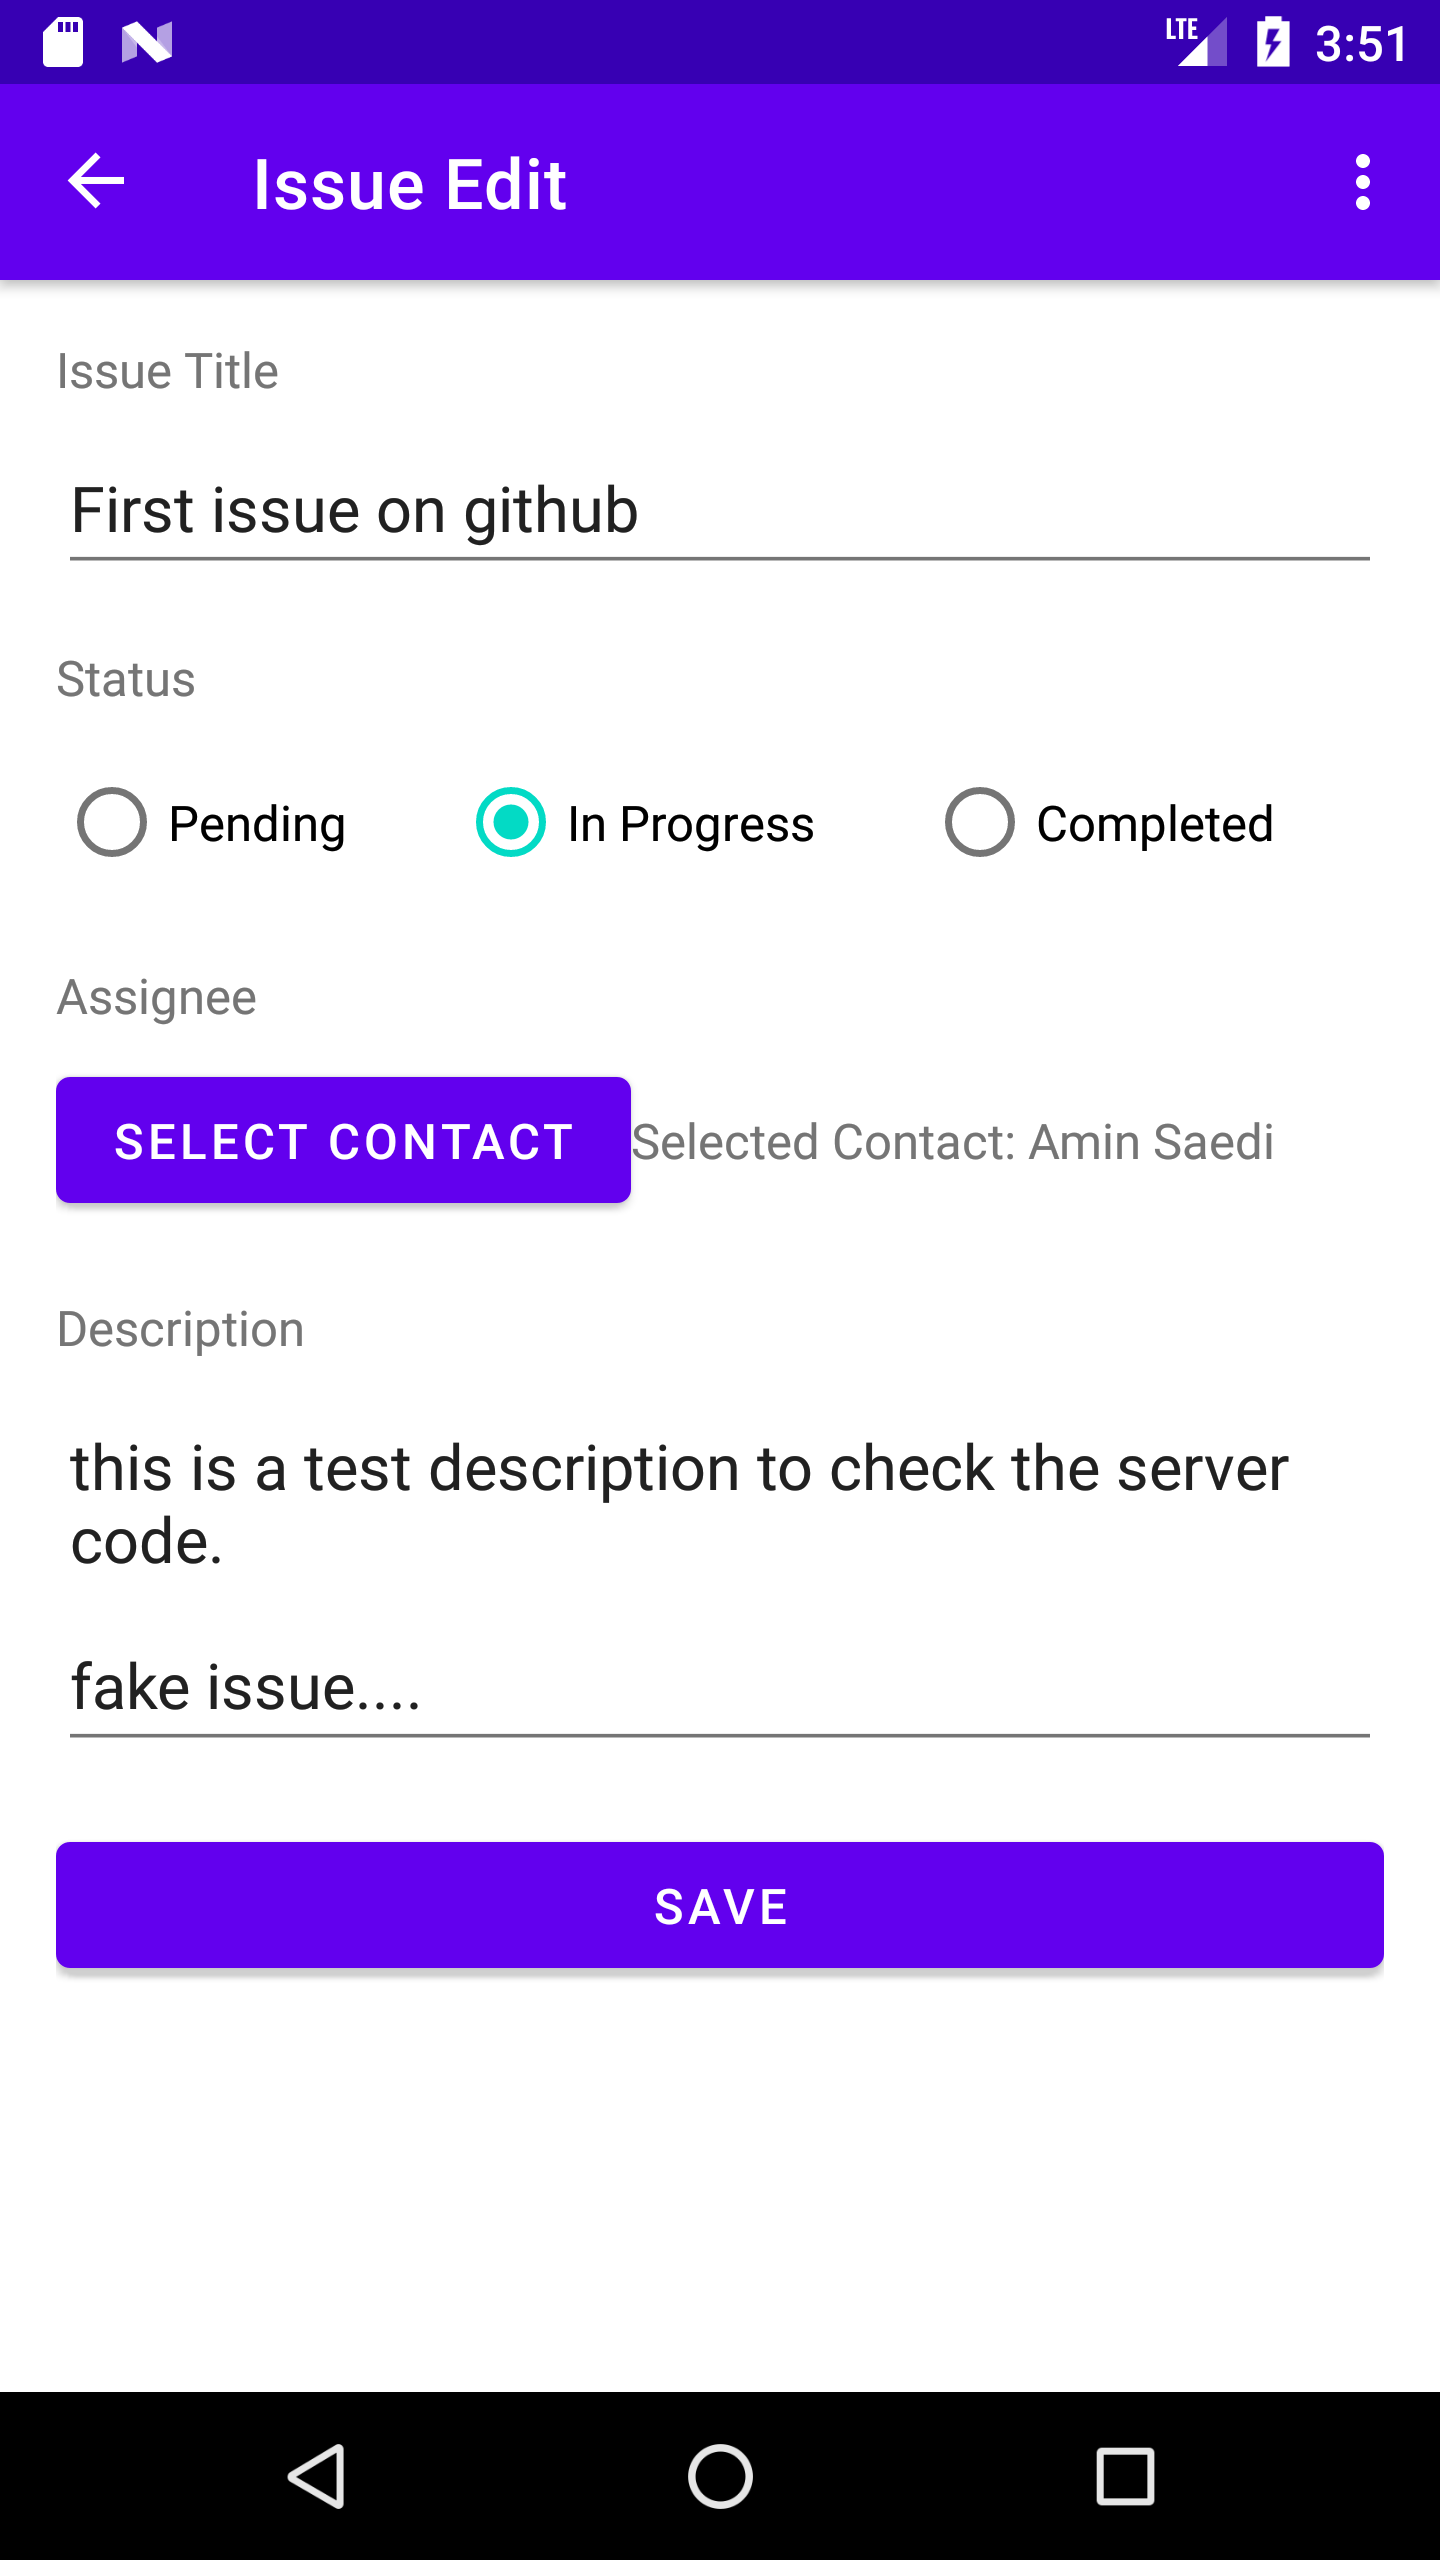 LTE 3:51
Issue Edit
Issue Title
First issue on github
Status
Pending In Progress Completed
Assignee
SELECT CONTACT Selected Contact: Amin Saedi
Description
this is a test description to check the server
code.
fake issue....
SAVE